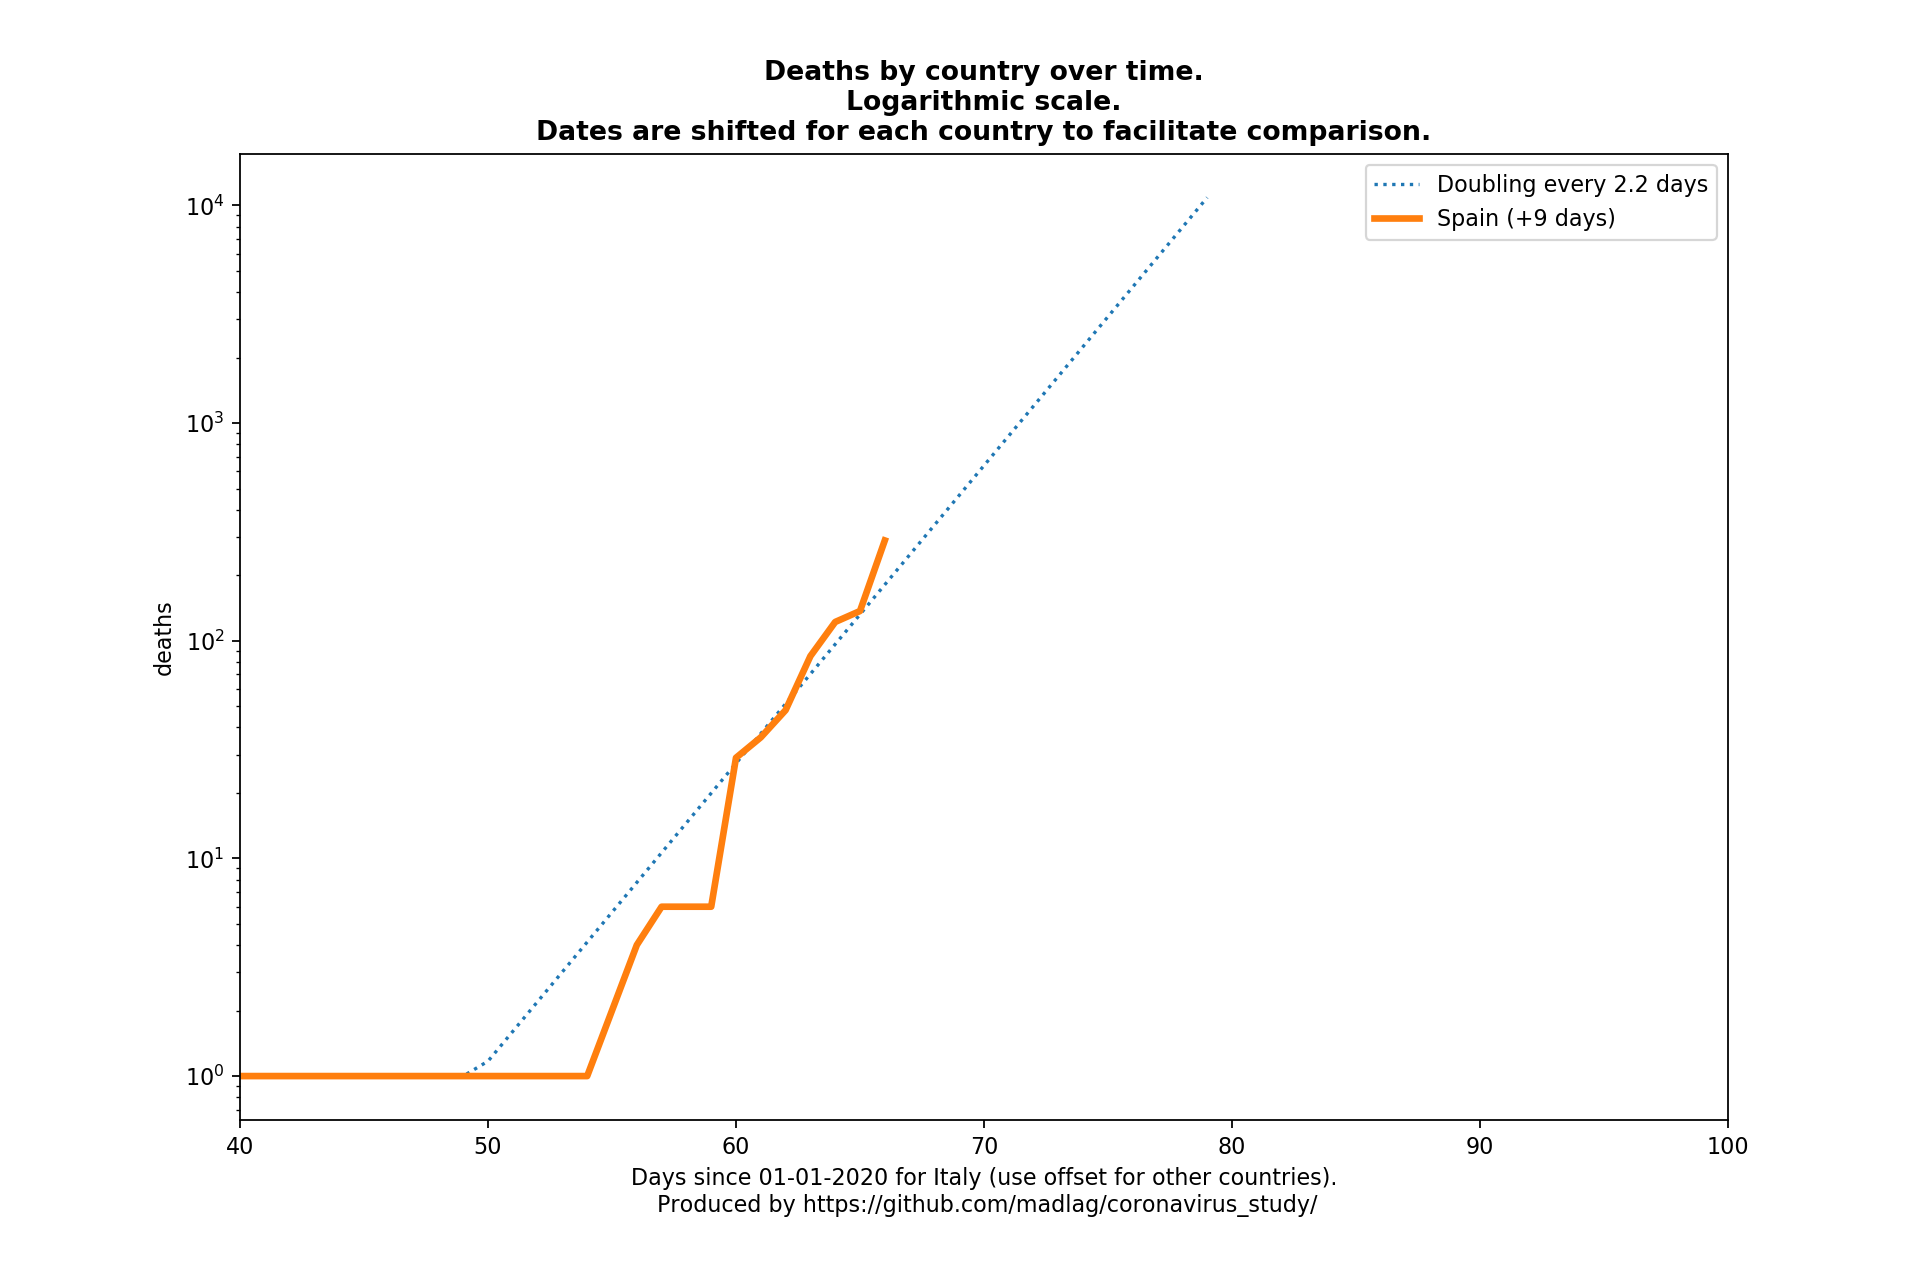 Deaths by country over time.
Logarithmic scale.
Dates are shifted for each country to facilitate comparison.
Doubling every 2.2 days
Spain (+9 days)
10⁴
10³
10²
10¹
10⁰
deaths
40 50 60 70 80 90 100
Days since 01-01-2020 for Italy (use offset for other countries).
Produced by https://github.com/madlag/coronavirus_study/